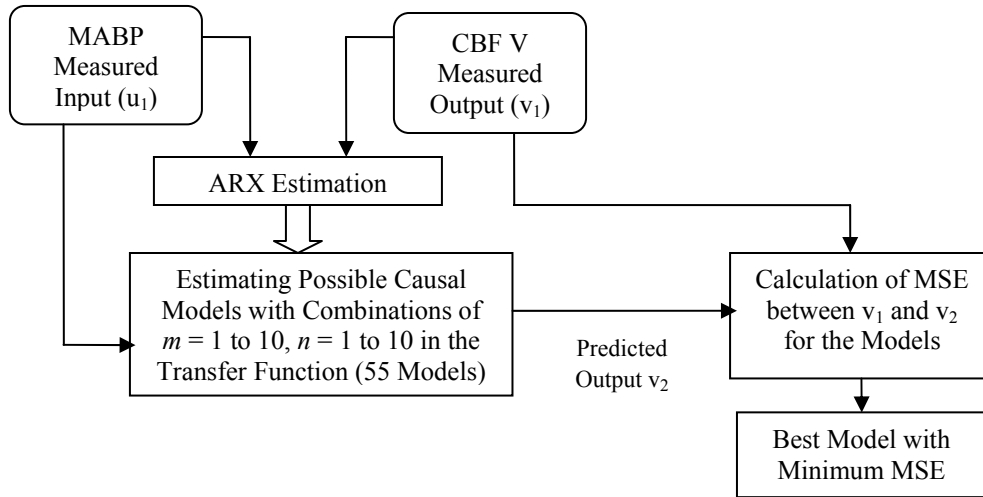 MABP
Measured
Input (u₁)
CBF V
Measured
Output (v₁)
ARX Estimation
Estimating Possible Causal
Models with Combinations of
m = 1 to 10, n = 1 to 10 in the
Transfer Function (55 Models)
Predicted
Output v₂
Calculation of MSE
between v₁ and v₂
for the Models
Best Model with
Minimum MSE